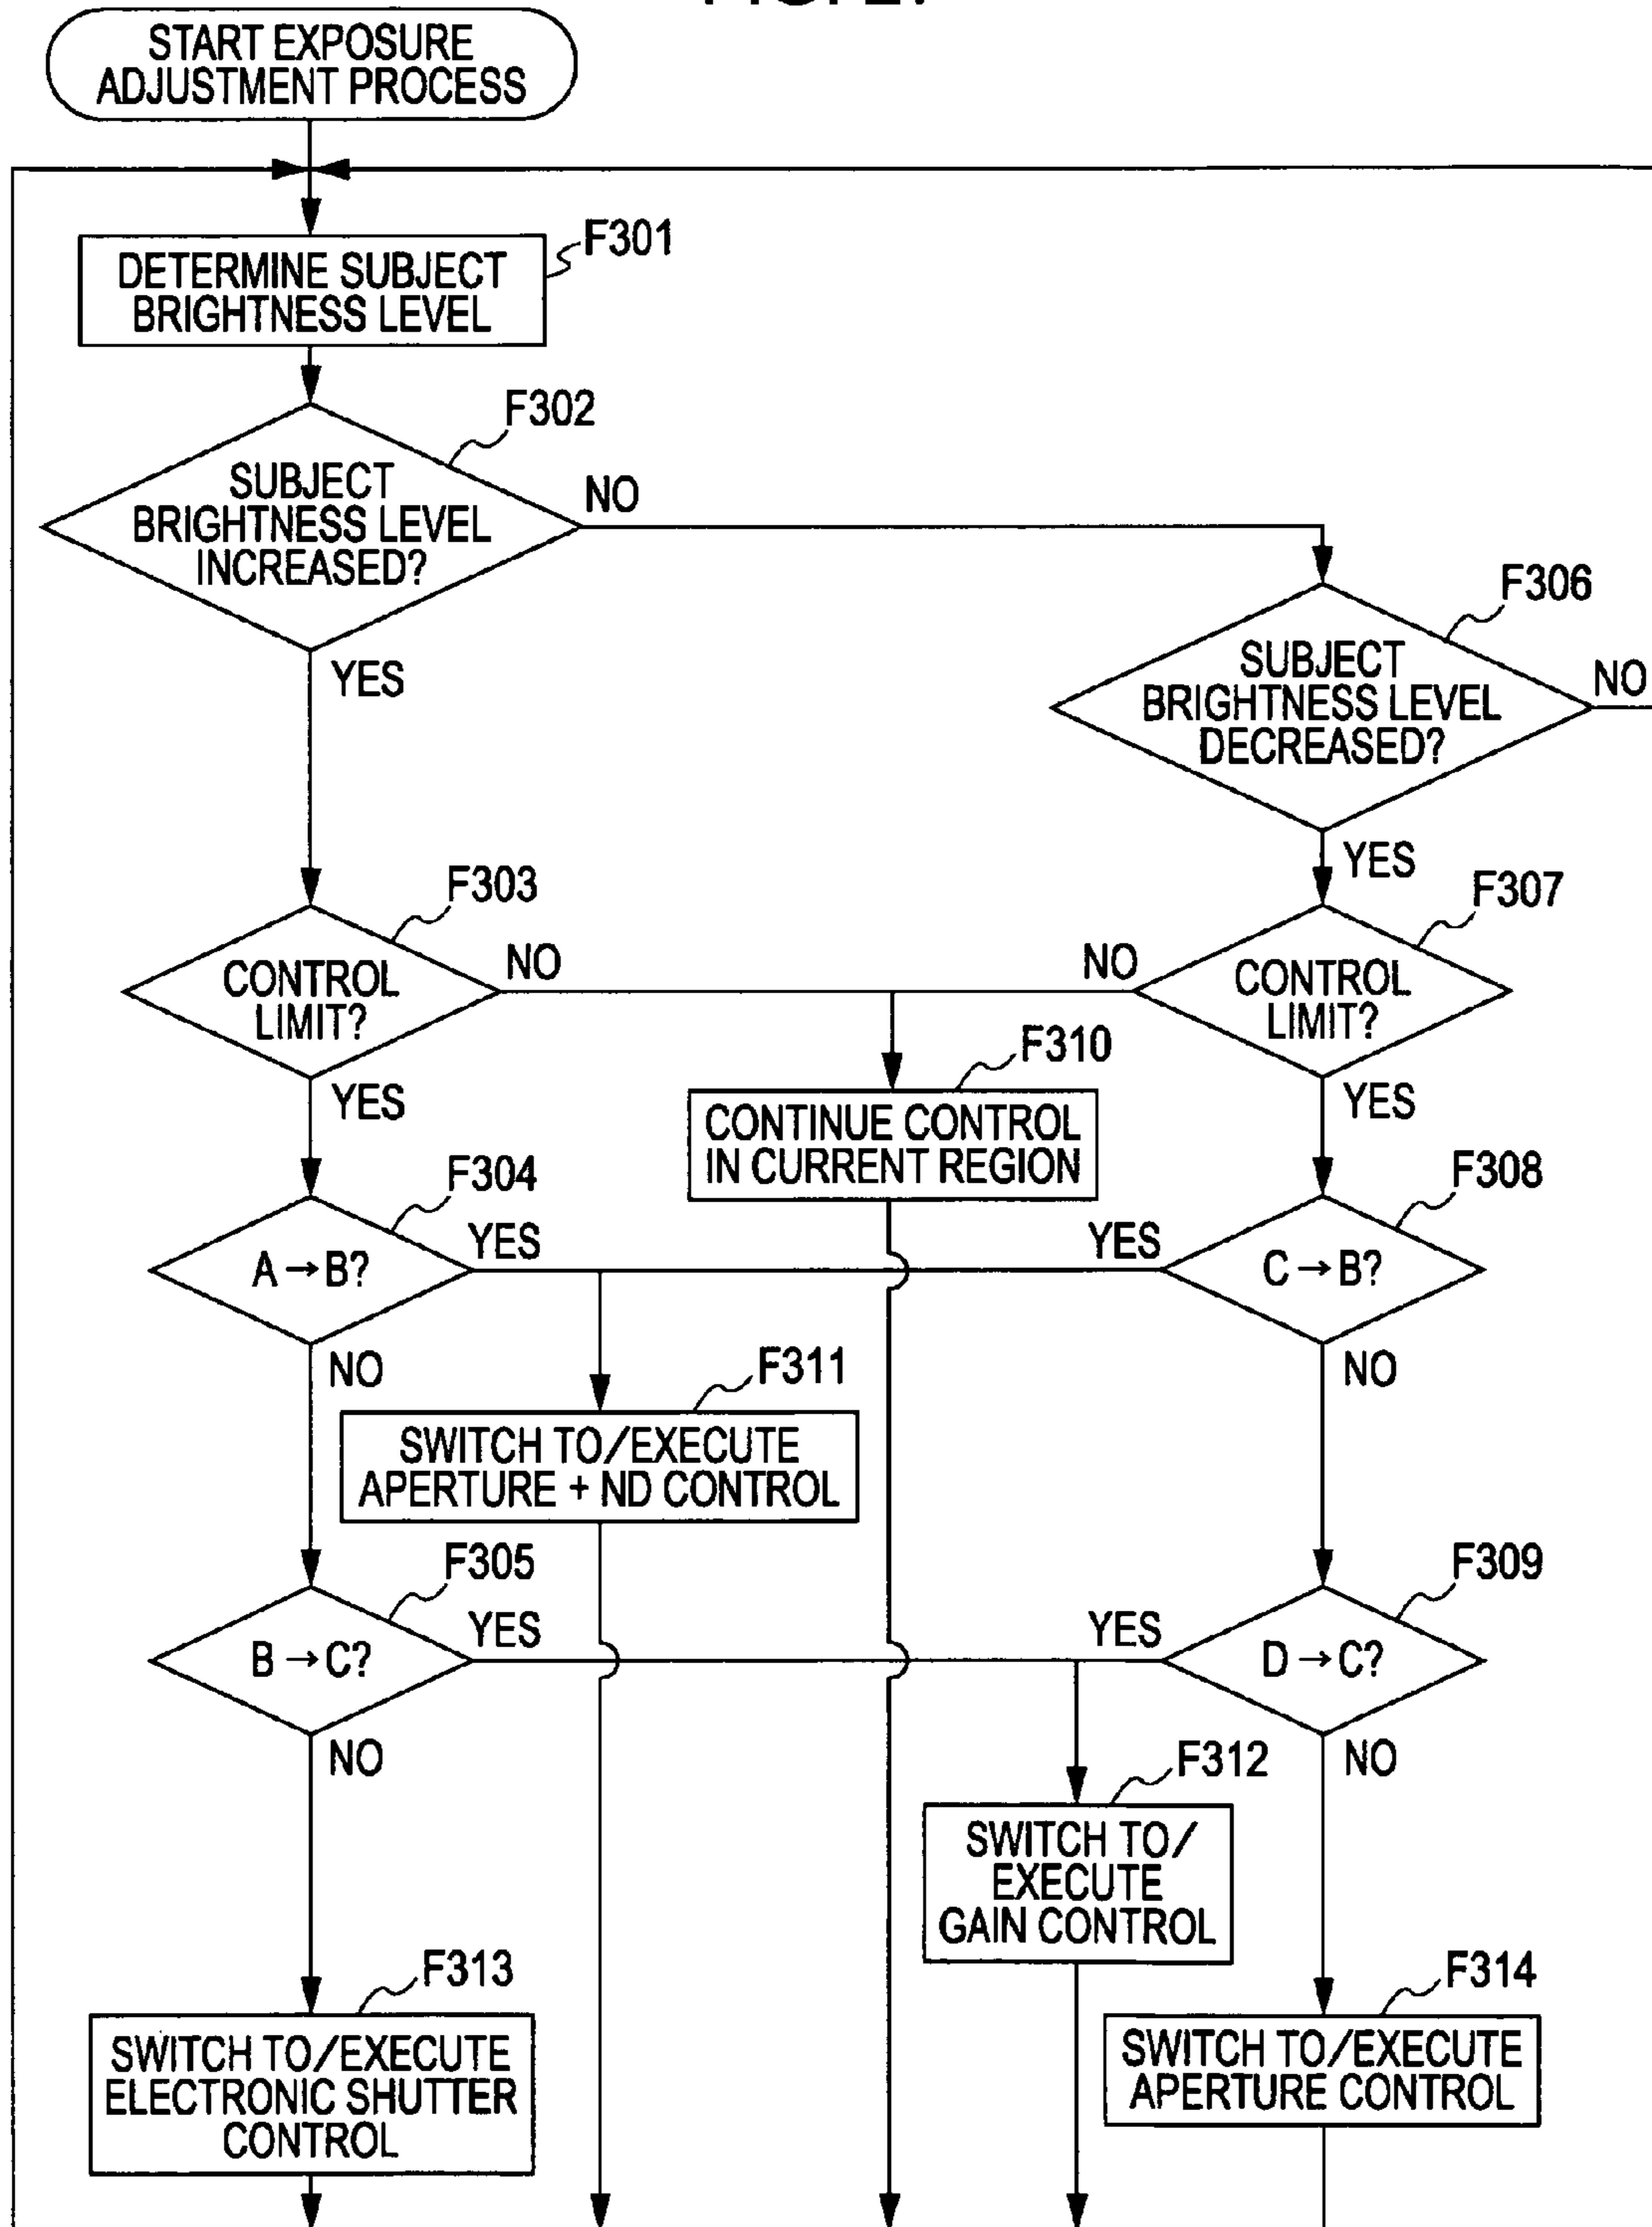 START EXPOSURE
ADJUSTMENT PROCESS
F301
DETERMINE SUBJECT
BRIGHTNESS LEVEL
F302
SUBJECT
BRIGHTNESS LEVEL
INCREASED?
NO
YES
F306
SUBJECT
BRIGHTNESS LEVEL
DECREASED?
NO
YES
F303
CONTROL
LIMIT?
NO
YES
F307
CONTROL
LIMIT?
NO
YES
F310
CONTINUE CONTROL
IN CURRENT REGION
F304
A→B?
YES
NO
F308
C→B?
YES
NO
F311
SWITCH TO/EXECUTE
APERTURE + ND CONTROL
F305
B→C?
YES
NO
F309
D→C?
YES
NO
F312
SWITCH TO/
EXECUTE
GAIN CONTROL
F313
SWITCH TO/EXECUTE
ELECTRONIC SHUTTER
CONTROL
F314
SWITCH TO/EXECUTE
APERTURE CONTROL